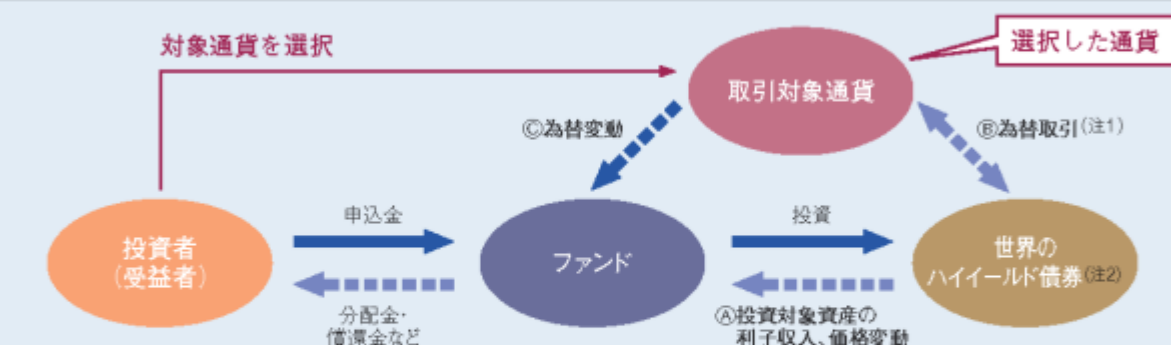 対象通貨を選択
選択した通貨
取引対象通貨
Ⓒ為替変動
Ⓑ為替取引(注1)
申込金
投資
投資者
(受益者)
ファンド
世界の
ハイイールド債券(注2)
分配金・
償還金など
Ⓐ投資対象資産の
利子収入、価格変動